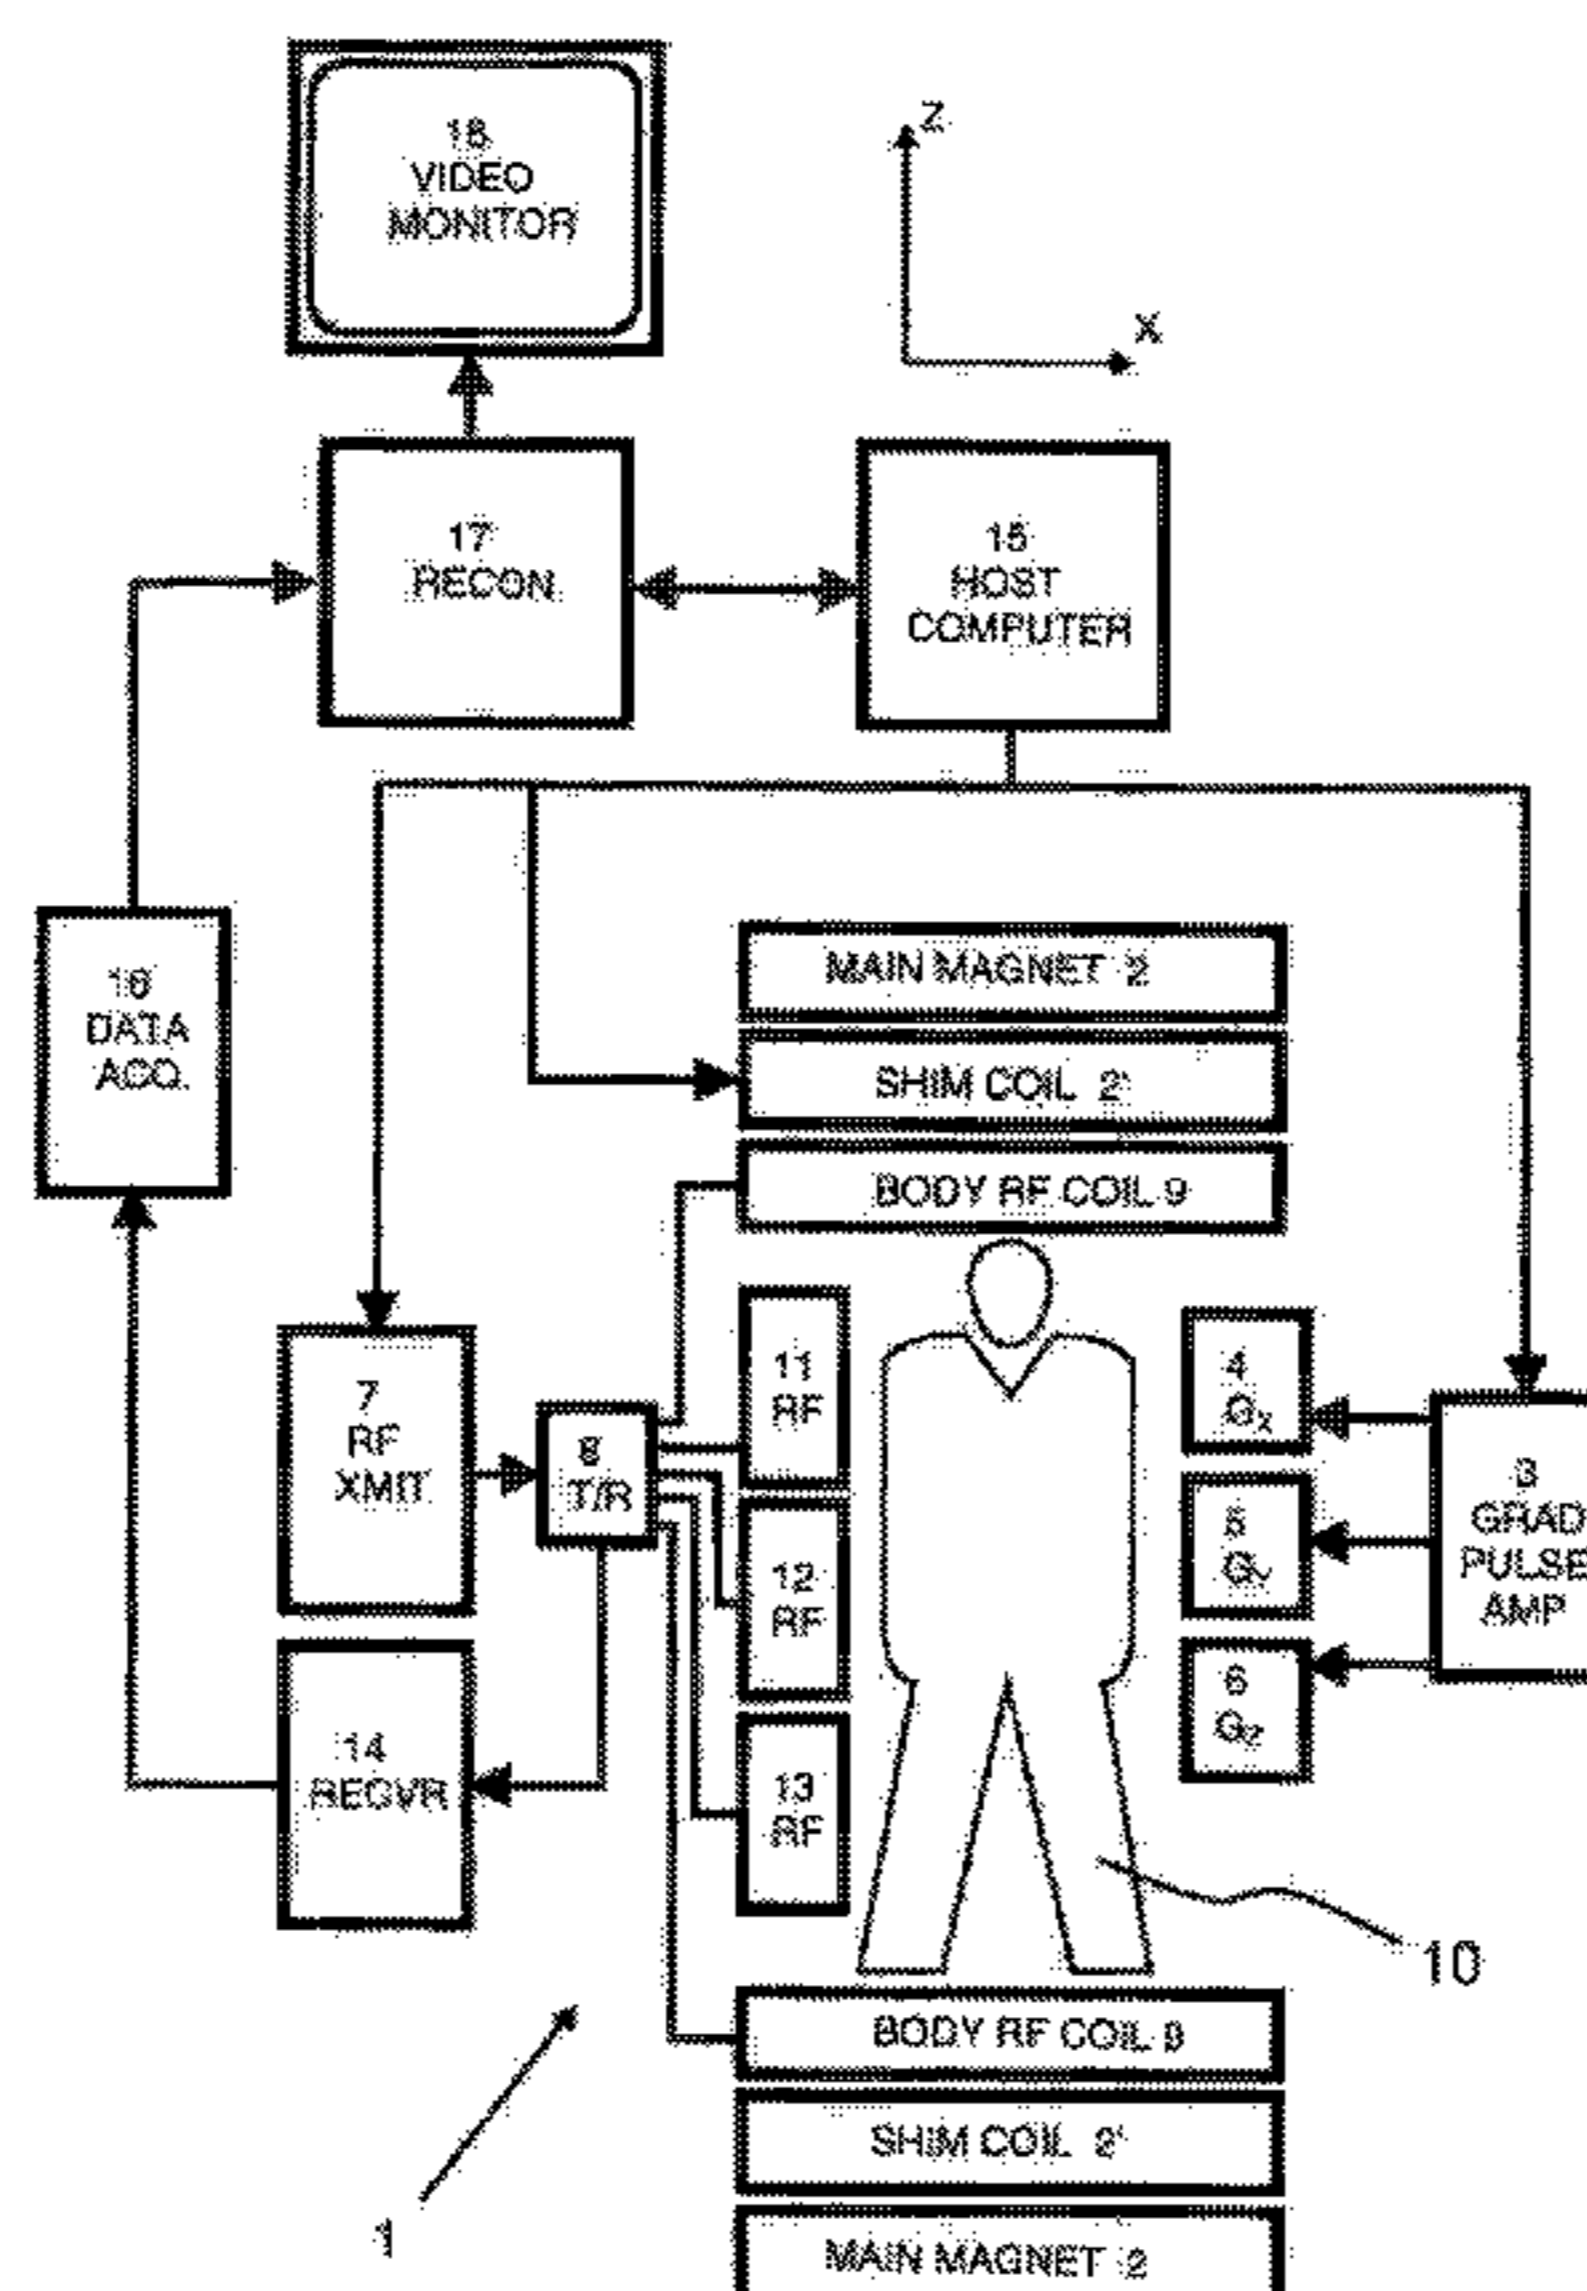 18
VIDEO
MONITOR
Z
X
17
RECON
15
HOST
COMPUTER
16
DATA
ACQ.
MAIN MAGNET 2
SHIM COIL 2'
BODY RF COIL 9
11
RF
4
Gx
7
RF
XMIT.
8
T/R
3
GRAD
PULSE
AMP
5
Gy
12
RF
6
Gz
14
RECVR
13
RF
10
BODY RF COIL 9
SHIM COIL 2'
1
MAIN MAGNET 2